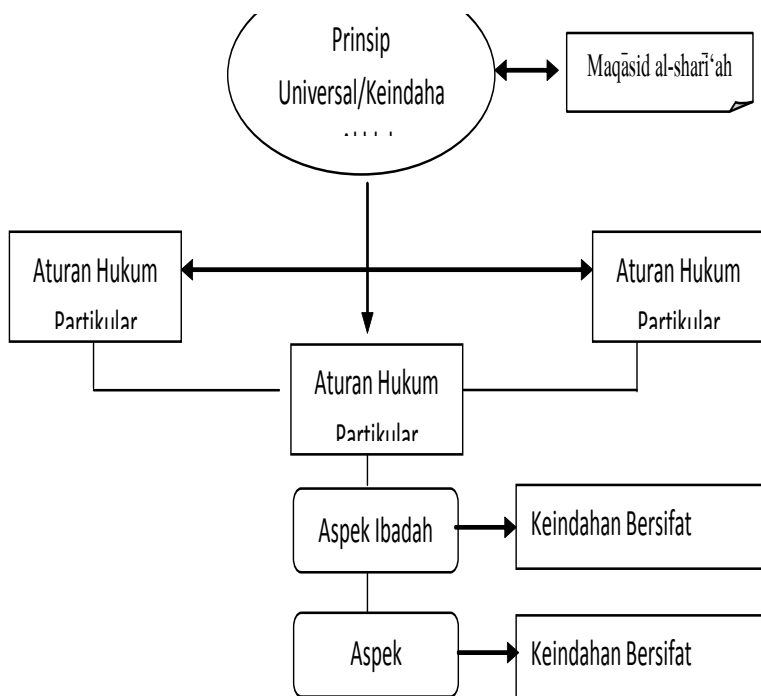 Prinsip
Universal/Keindaha
Maqāsid al-sharī‘ah
Aturan Hukum
Partikular
Aturan Hukum
Partikular
Aturan Hukum
Partikular
Aspek Ibadah
Keindahan Bersifat
Aspek
Keindahan Bersifat